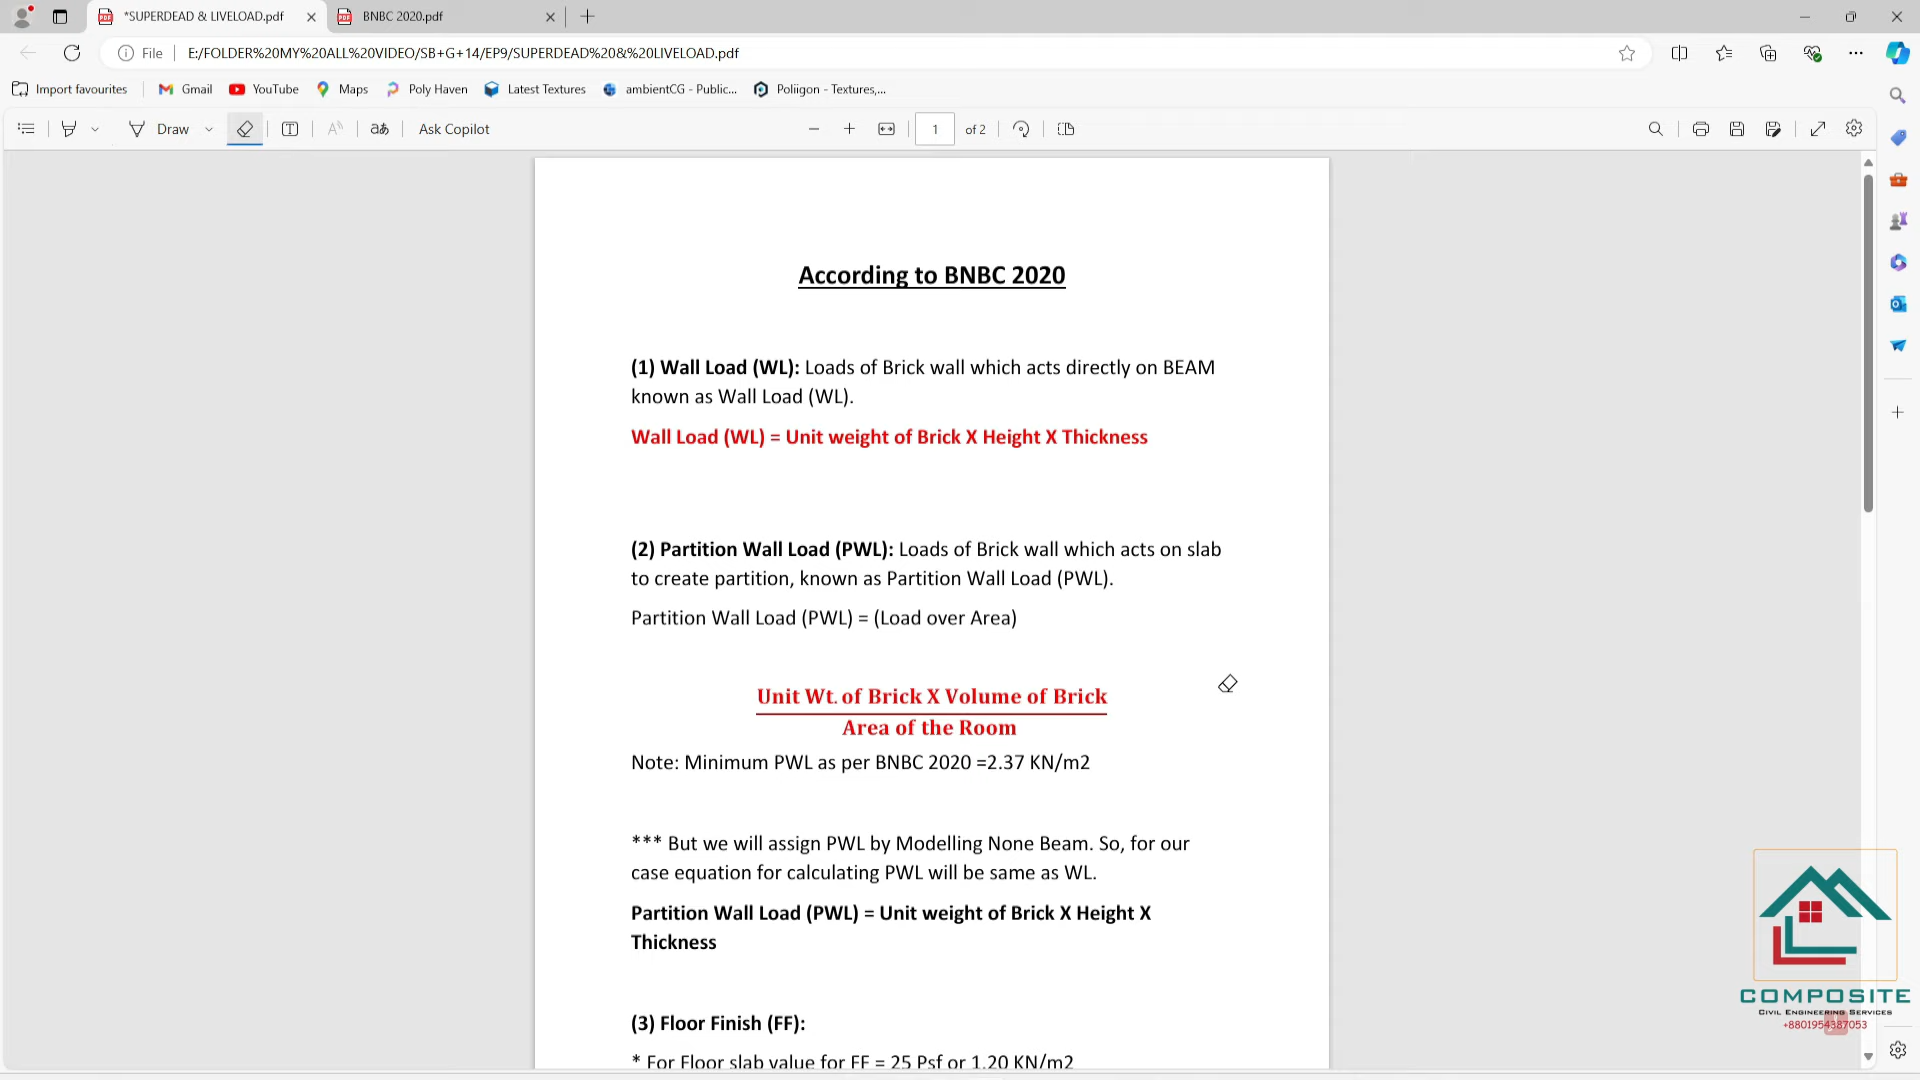 *SUPERDEAD & LIVELOAD.pdf
BNBC 2020.pdf
File
E:/FOLDER%20MY%20ALL%20VIDEO/SB+G+14/EP9/SUPERDEAD%20&%20LIVELOAD.pdf
Import favourites
Gmail
YouTube
Maps
Poly Haven
Latest Textures
ambientCG - Public...
Poliigon - Textures,...
Draw
Ask Copilot
1
of 2
According to BNBC 2020
(1) Wall Load (WL): Loads of Brick wall which acts directly on BEAM
known as Wall Load (WL).
Wall Load (WL) = Unit weight of Brick X Height X Thickness
(2) Partition Wall Load (PWL): Loads of Brick wall which acts on slab
to create partition, known as Partition Wall Load (PWL).
Partition Wall Load (PWL) = (Load over Area)
Unit Wt. of Brick X Volume of Brick
Area of the Room
Note: Minimum PWL as per BNBC 2020 =2.37 KN/m2
*** But we will assign PWL by Modelling None Beam. So, for our
case equation for calculating PWL will be same as WL.
Partition Wall Load (PWL) = Unit weight of Brick X Height X
Thickness
(3) Floor Finish (FF):
* For Floor slab value for FF = 25 Psf or 1.20 KN/m2
COMPOSITE
CIVIL ENGINEERING SERVICES
+8801954387053